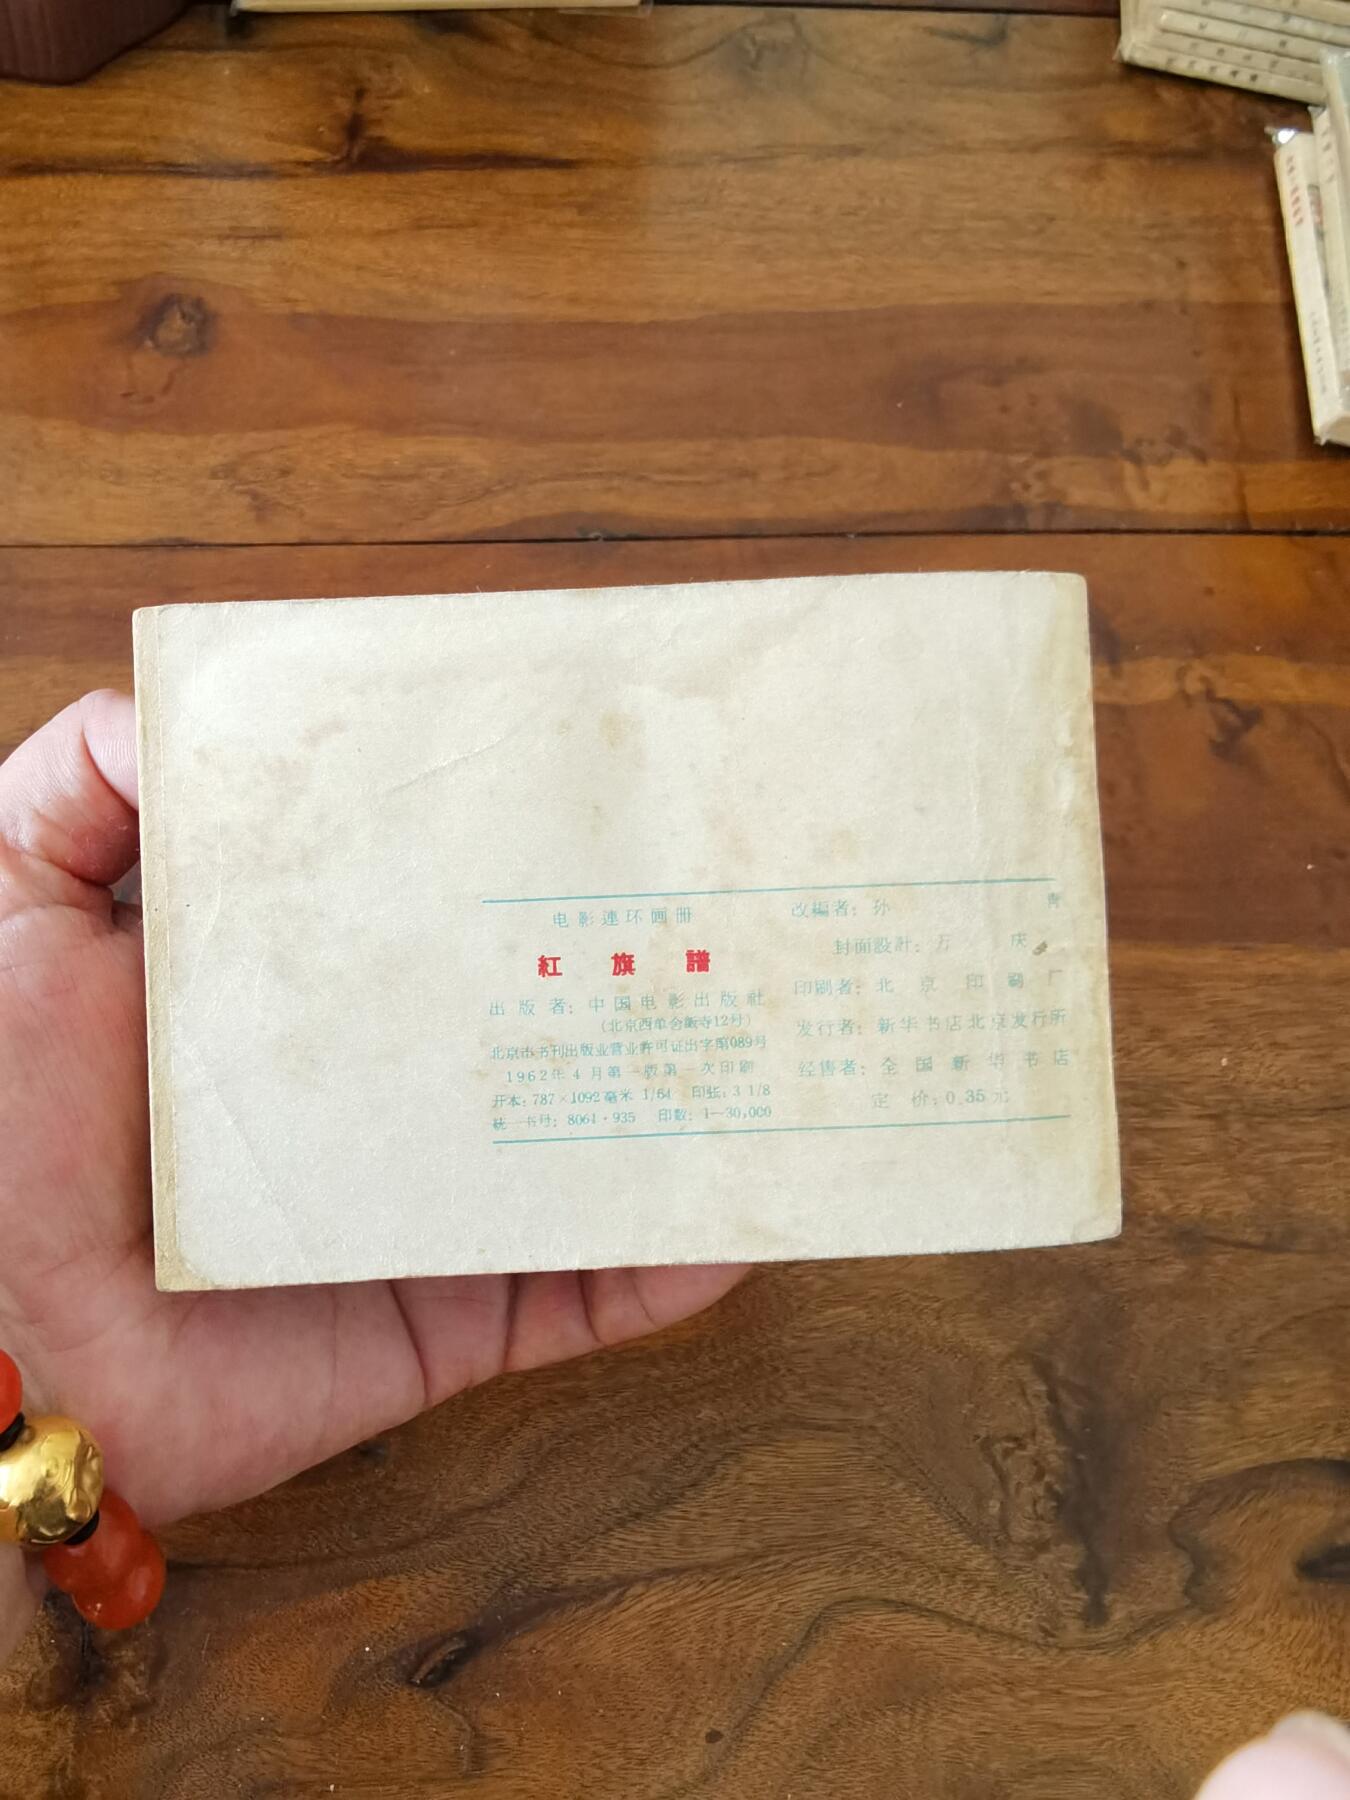 电影連环画册
紅旗譜
出版者：中国电影出版社
（北京西单舍飯寺12号）
北京市书刊出版业营业許可证出字第089号
1962年4月第一版第一次印刷
开本：787×1092毫米 1/64 印张：3 1/8
统一书号：8061·935 印数：1—30,000
改編者：孙青
封面設計：万庆
印刷者：北京印刷厂
发行者：新华书店北京发行所
经售者：全国新华书店
定价：0.35元